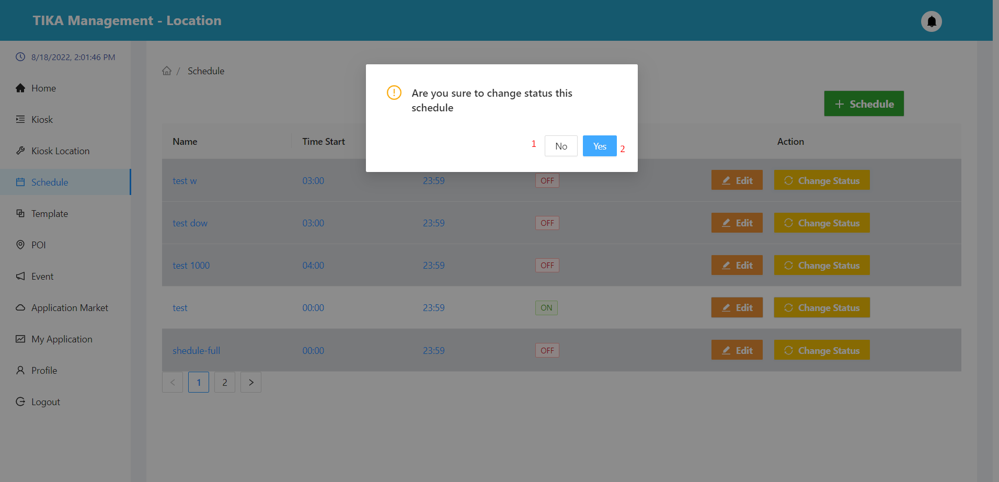 TIKA Management - Location
8/18/2022, 2:01:46 PM
Home
Kiosk
Kiosk Location
Schedule
Template
POI
Event
Application Market
My Application
Profile
Logout
/ Schedule
Are you sure to change status this
schedule
1 No Yes 2
+ Schedule
Name Time Start Action
test w 03:00 23:59 OFF Edit Change Status
test dow 03:00 23:59 OFF Edit Change Status
test 1000 04:00 23:59 OFF Edit Change Status
test 00:00 23:59 ON Edit Change Status
shedule-full 00:00 23:59 OFF Edit Change Status
< 1 2 >